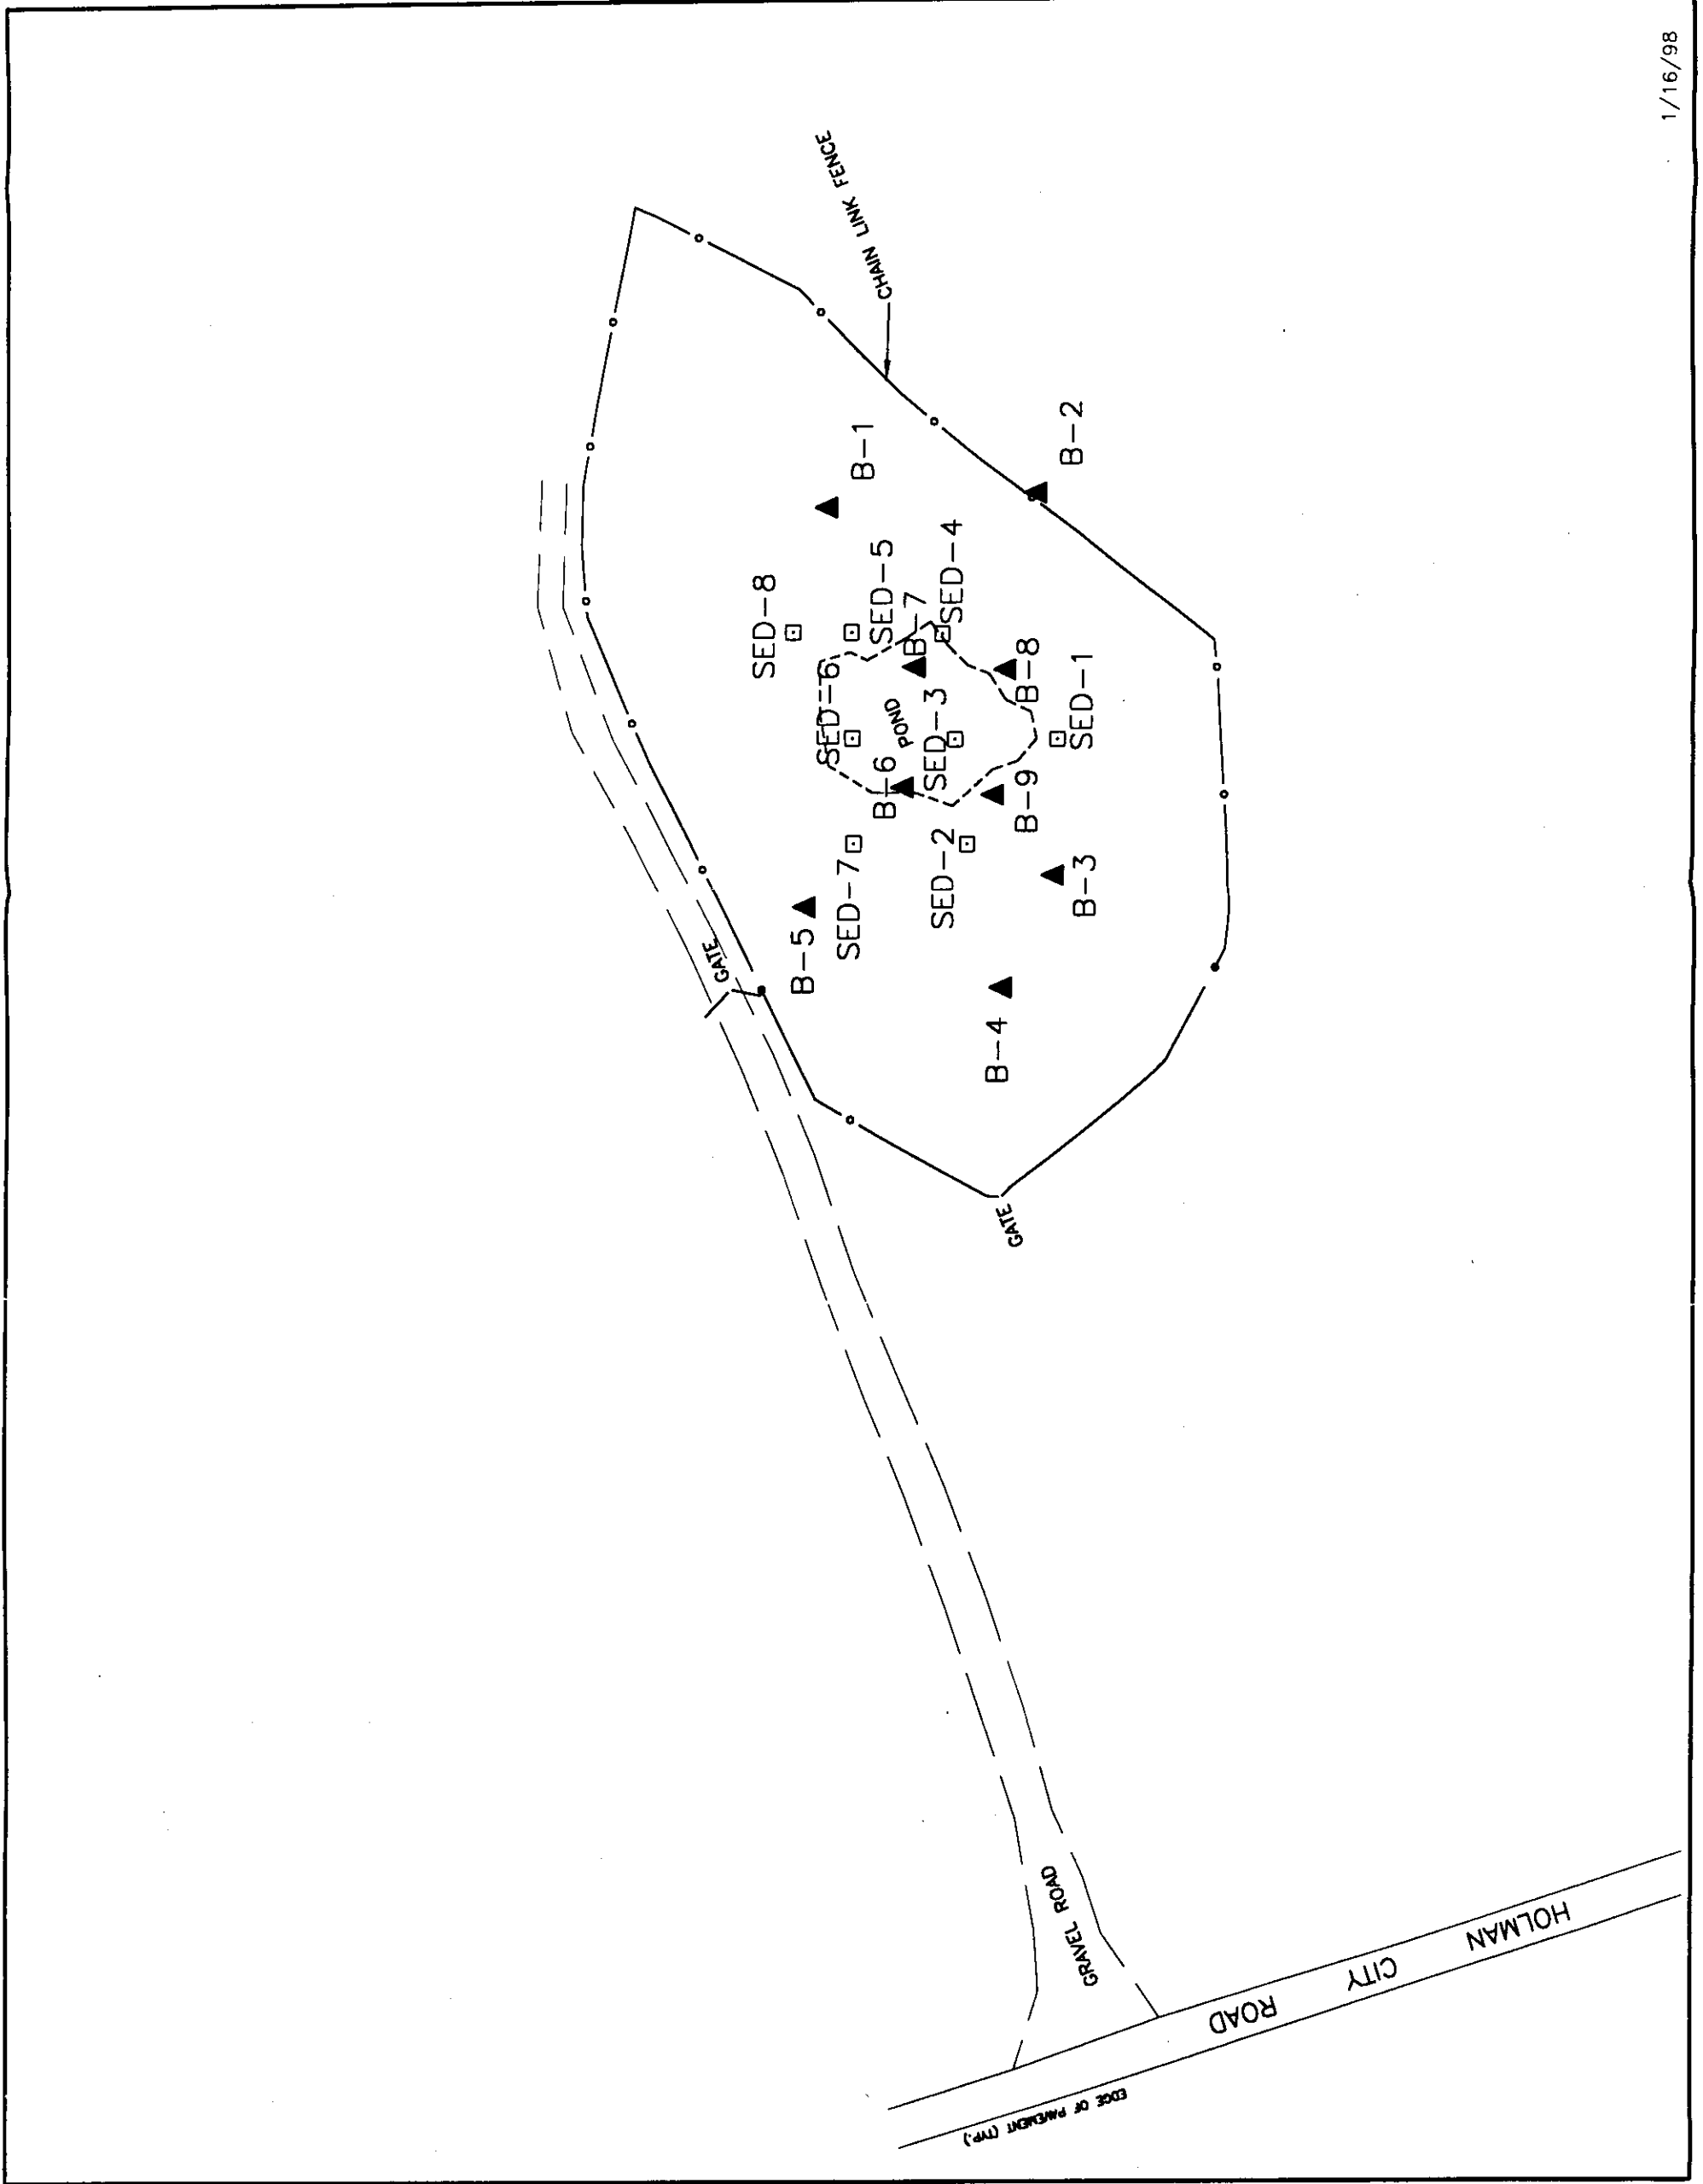 1/16/98
CHAIN LINK FENCE
B-1
B-2
SED-8
SED-5
SED-4
B-7
SED-6
POND
SED-3
B-8
SED-1
B-6
B-9
SED-7
SED-2
B-3
B-5
GATE
B-4
GATE
GRAVEL ROAD
HOLMAN
CITY
ROAD
EDGE OF PAVEMENT (TYP.)